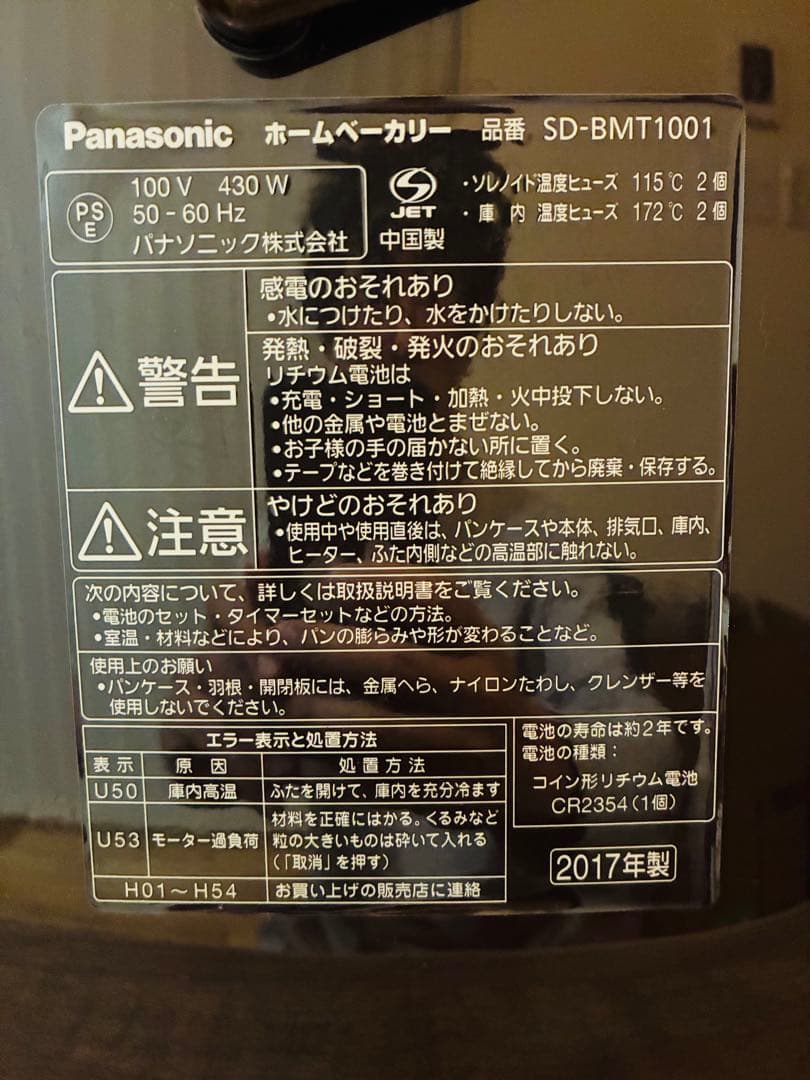 Panasonic ホームベーカリー 品番 SD-BMT1001
PS
E
100 V 430 W
50 - 60 Hz
パナソニック株式会社
S
JET
中国製
・ソレノイド温度ヒューズ 115℃ 2個
・庫 内 温度ヒューズ 172℃ 2個
警告
感電のおそれあり
•水につけたり、水をかけたりしない。
発熱・破裂・発火のおそれあり
リチウム電池は
•充電・ショート・加熱・火中投下しない。
•他の金属や電池とまぜない。
•お子様の手の届かない所に置く。
•テープなどを巻き付けて絶縁してから廃棄・保存する。
注意
やけどのおそれあり
•使用中や使用直後は、パンケースや本体、排気口、庫内、
ヒーター、ふた内側などの高温部に触れない。
次の内容について、詳しくは取扱説明書をご覧ください。
•電池のセット・タイマーセットなどの方法。
•室温・材料などにより、パンの膨らみや形が変わることなど。
使用上のお願い
•パンケース・羽根・開閉板には、金属へら、ナイロンたわし、クレンザー等を
使用しないでください。
エラー表示と処置方法
表示 原因 処置方法
U50 庫内高温 ふたを開けて、庫内を充分冷ます
U53 モーター過負荷 材料を正確にはかる。くるみなど
粒の大きいものは砕いて入れる
(「取消」を押す)
H01〜H54 お買い上げの販売店に連絡
電池の寿命は約2年です。
電池の種類：
コイン形リチウム電池
CR2354(1個)
2017年製